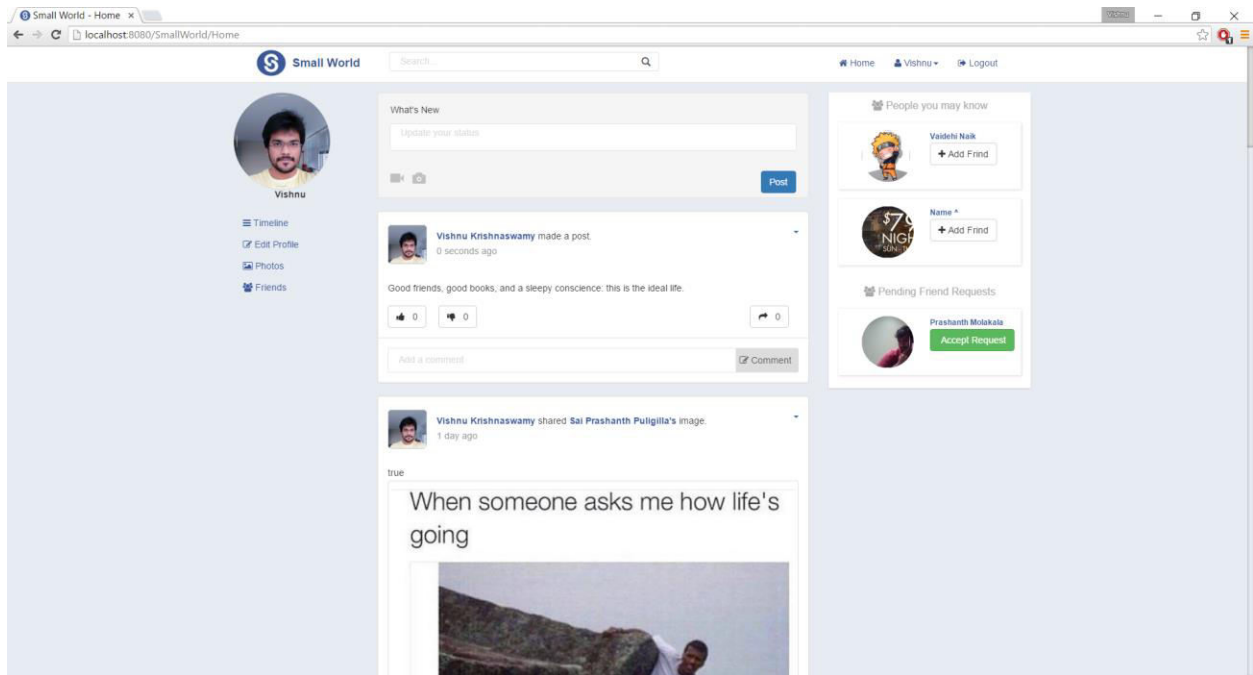 Small World - Home
Vishnu
localhost:8080/SmallWorld/Home
Small World
Search...
Home
Vishnu
Logout
Vishnu
Timeline
Edit Profile
Photos
Friends
What's New
Update your status
Post
Vishnu Krishnaswamy made a post.
0 seconds ago
Good friends, good books, and a sleepy conscience: this is the ideal life.
0
0
0
Add a comment
Comment
Vishnu Krishnaswamy shared Sai Prashanth Puligilla's image.
1 day ago
true
When someone asks me how life's
going
People you may know
Vaidehi Naik
+ Add Frind
$79
NIGH
SUN - T
Name ^
+ Add Frind
Pending Friend Requests
Prashanth Molakala
Accept Request